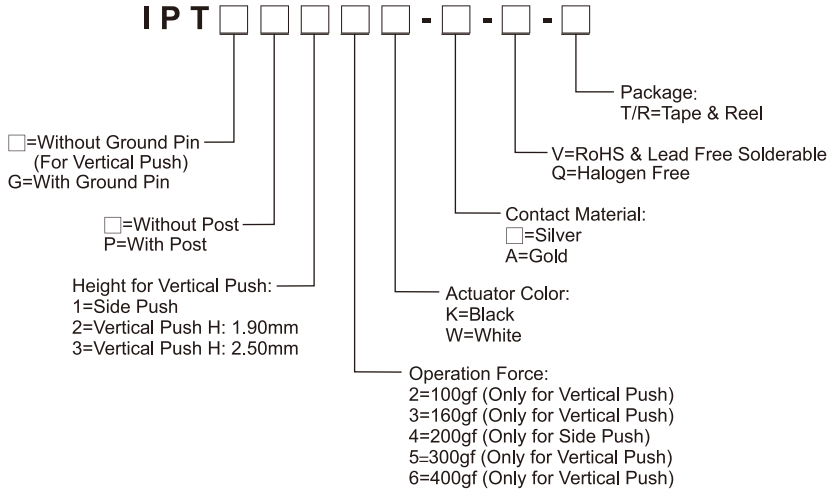 IPT□□□□□-□-□-□
Package:
T/R=Tape & Reel
V=RoHS & Lead Free Solderable
Q=Halogen Free
Contact Material:
□=Silver
A=Gold
Actuator Color:
K=Black
W=White
Operation Force:
2=100gf (Only for Vertical Push)
3=160gf (Only for Vertical Push)
4=200gf (Only for Side Push)
5=300gf (Only for Vertical Push)
6=400gf (Only for Vertical Push)
Height for Vertical Push:
1=Side Push
2=Vertical Push H: 1.90mm
3=Vertical Push H: 2.50mm
□=Without Post
P=With Post
□=Without Ground Pin
(For Vertical Push)
G=With Ground Pin